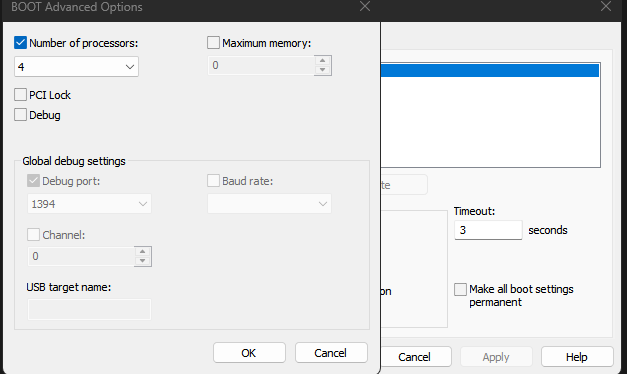 BOOT Advanced Options
Number of processors:
Maximum memory:
4
0
PCI Lock
Debug
Global debug settings
Debug port:
Baud rate:
1394
Channel:
0
USB target name:
OK
Cancel
te
Timeout:
3 seconds
on
Make all boot settings
permanent
Cancel
Apply
Help